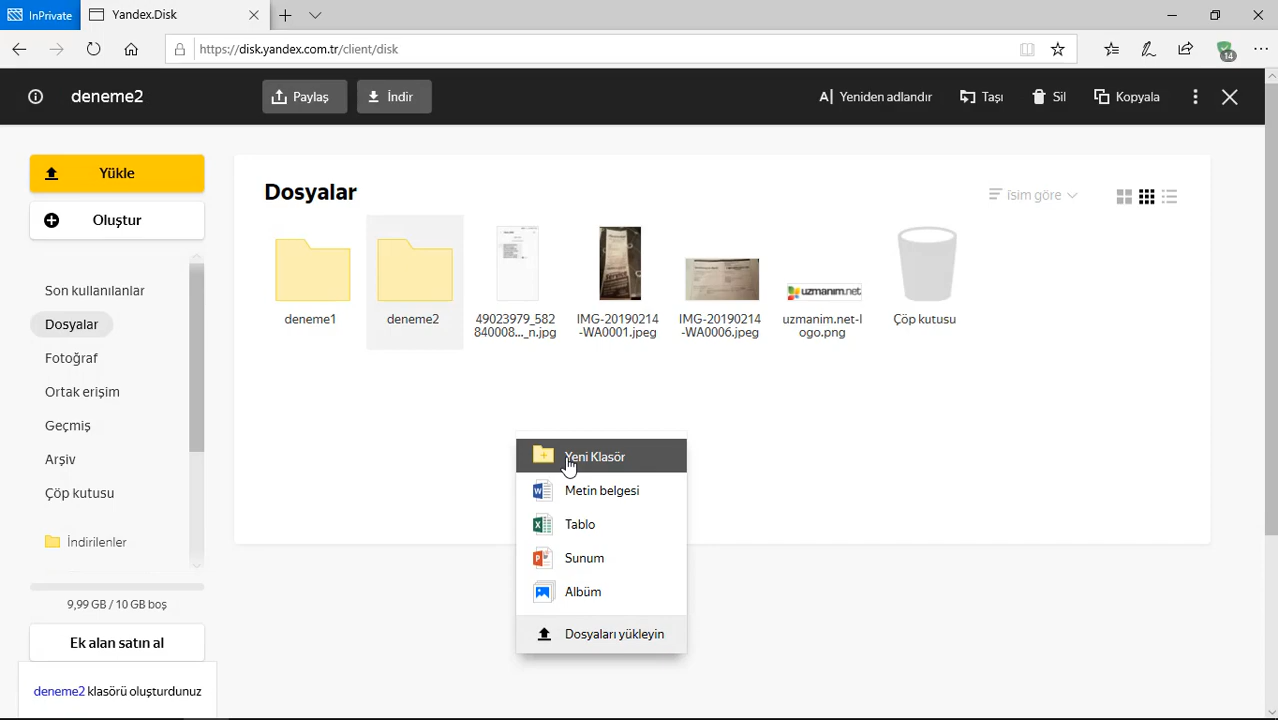 InPrivate
Yandex.Disk
https://disk.yandex.com.tr/client/disk
14
deneme2
Paylaş
İndir
A| Yeniden adlandır
Taşı
Sil
Kopyala
Yükle
Oluştur
Son kullanılanlar
Dosyalar
Fotoğraf
Ortak erişim
Geçmiş
Arşiv
Çöp kutusu
İndirilenler
9,99 GB / 10 GB boş
Ek alan satın al
deneme2 klasörü oluşturdunuz
Dosyalar
İsim göre
deneme1
deneme2
49023979_582
840008..._n.jpg
IMG-20190214
-WA0001.jpeg
IMG-20190214
-WA0006.jpeg
uzmanim.net
uzmanim.net-l
ogo.png
Çöp kutusu
Yeni Klasör
Metin belgesi
Tablo
Sunum
Albüm
Dosyaları yükleyin